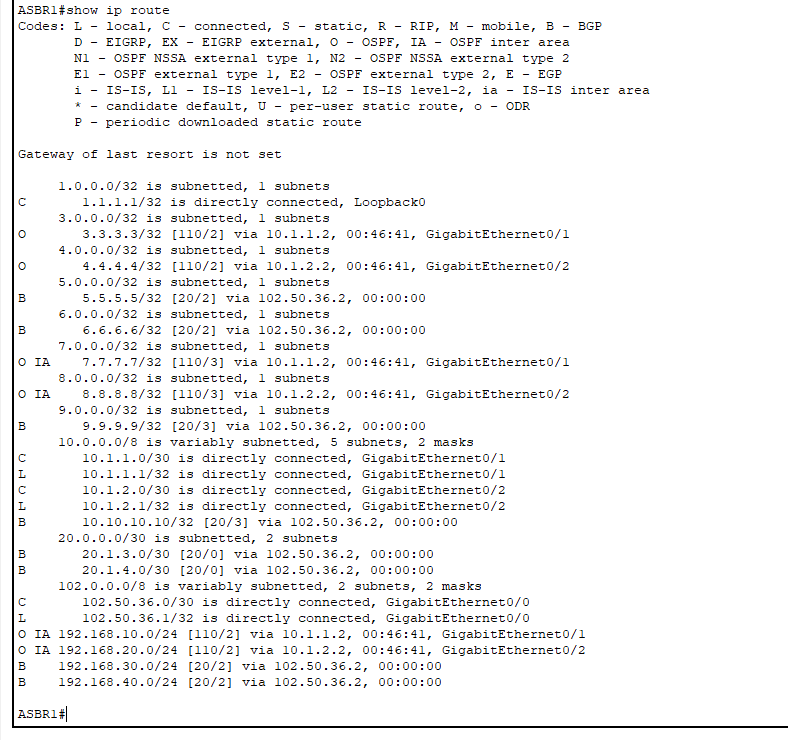 ASBR1#show ip route
Codes: L - local, C - connected, S - static, R - RIP, M - mobile, B - BGP
D - EIGRP, EX - EIGRP external, O - OSPF, IA - OSPF inter area
N1 - OSPF NSSA external type 1, N2 - OSPF NSSA external type 2
E1 - OSPF external type 1, E2 - OSPF external type 2, E - EGP
i - IS-IS, L1 - IS-IS level-1, L2 - IS-IS level-2, ia - IS-IS inter area
* - candidate default, U - per-user static route, o - ODR
P - periodic downloaded static route
Gateway of last resort is not set
1.0.0.0/32 is subnetted, 1 subnets
C 1.1.1.1/32 is directly connected, Loopback0
3.0.0.0/32 is subnetted, 1 subnets
O 3.3.3.3/32 [110/2] via 10.1.1.2, 00:46:41, GigabitEthernet0/1
4.0.0.0/32 is subnetted, 1 subnets
O 4.4.4.4/32 [110/2] via 10.1.2.2, 00:46:41, GigabitEthernet0/2
5.0.0.0/32 is subnetted, 1 subnets
B 5.5.5.5/32 [20/2] via 102.50.36.2, 00:00:00
6.0.0.0/32 is subnetted, 1 subnets
B 6.6.6.6/32 [20/2] via 102.50.36.2, 00:00:00
7.0.0.0/32 is subnetted, 1 subnets
O IA 7.7.7.7/32 [110/3] via 10.1.1.2, 00:46:41, GigabitEthernet0/1
8.0.0.0/32 is subnetted, 1 subnets
O IA 8.8.8.8/32 [110/3] via 10.1.2.2, 00:46:41, GigabitEthernet0/2
9.0.0.0/32 is subnetted, 1 subnets
B 9.9.9.9/32 [20/3] via 102.50.36.2, 00:00:00
10.0.0.0/8 is variably subnetted, 5 subnets, 2 masks
C 10.1.1.0/30 is directly connected, GigabitEthernet0/1
L 10.1.1.1/32 is directly connected, GigabitEthernet0/1
C 10.1.2.0/30 is directly connected, GigabitEthernet0/2
L 10.1.2.1/32 is directly connected, GigabitEthernet0/2
B 10.10.10.10/32 [20/3] via 102.50.36.2, 00:00:00
20.0.0.0/30 is subnetted, 2 subnets
B 20.1.3.0/30 [20/0] via 102.50.36.2, 00:00:00
B 20.1.4.0/30 [20/0] via 102.50.36.2, 00:00:00
102.0.0.0/8 is variably subnetted, 2 subnets, 2 masks
C 102.50.36.0/30 is directly connected, GigabitEthernet0/0
L 102.50.36.1/32 is directly connected, GigabitEthernet0/0
O IA 192.168.10.0/24 [110/2] via 10.1.1.2, 00:46:41, GigabitEthernet0/1
O IA 192.168.20.0/24 [110/2] via 10.1.2.2, 00:46:41, GigabitEthernet0/2
B 192.168.30.0/24 [20/2] via 102.50.36.2, 00:00:00
B 192.168.40.0/24 [20/2] via 102.50.36.2, 00:00:00
ASBR1#